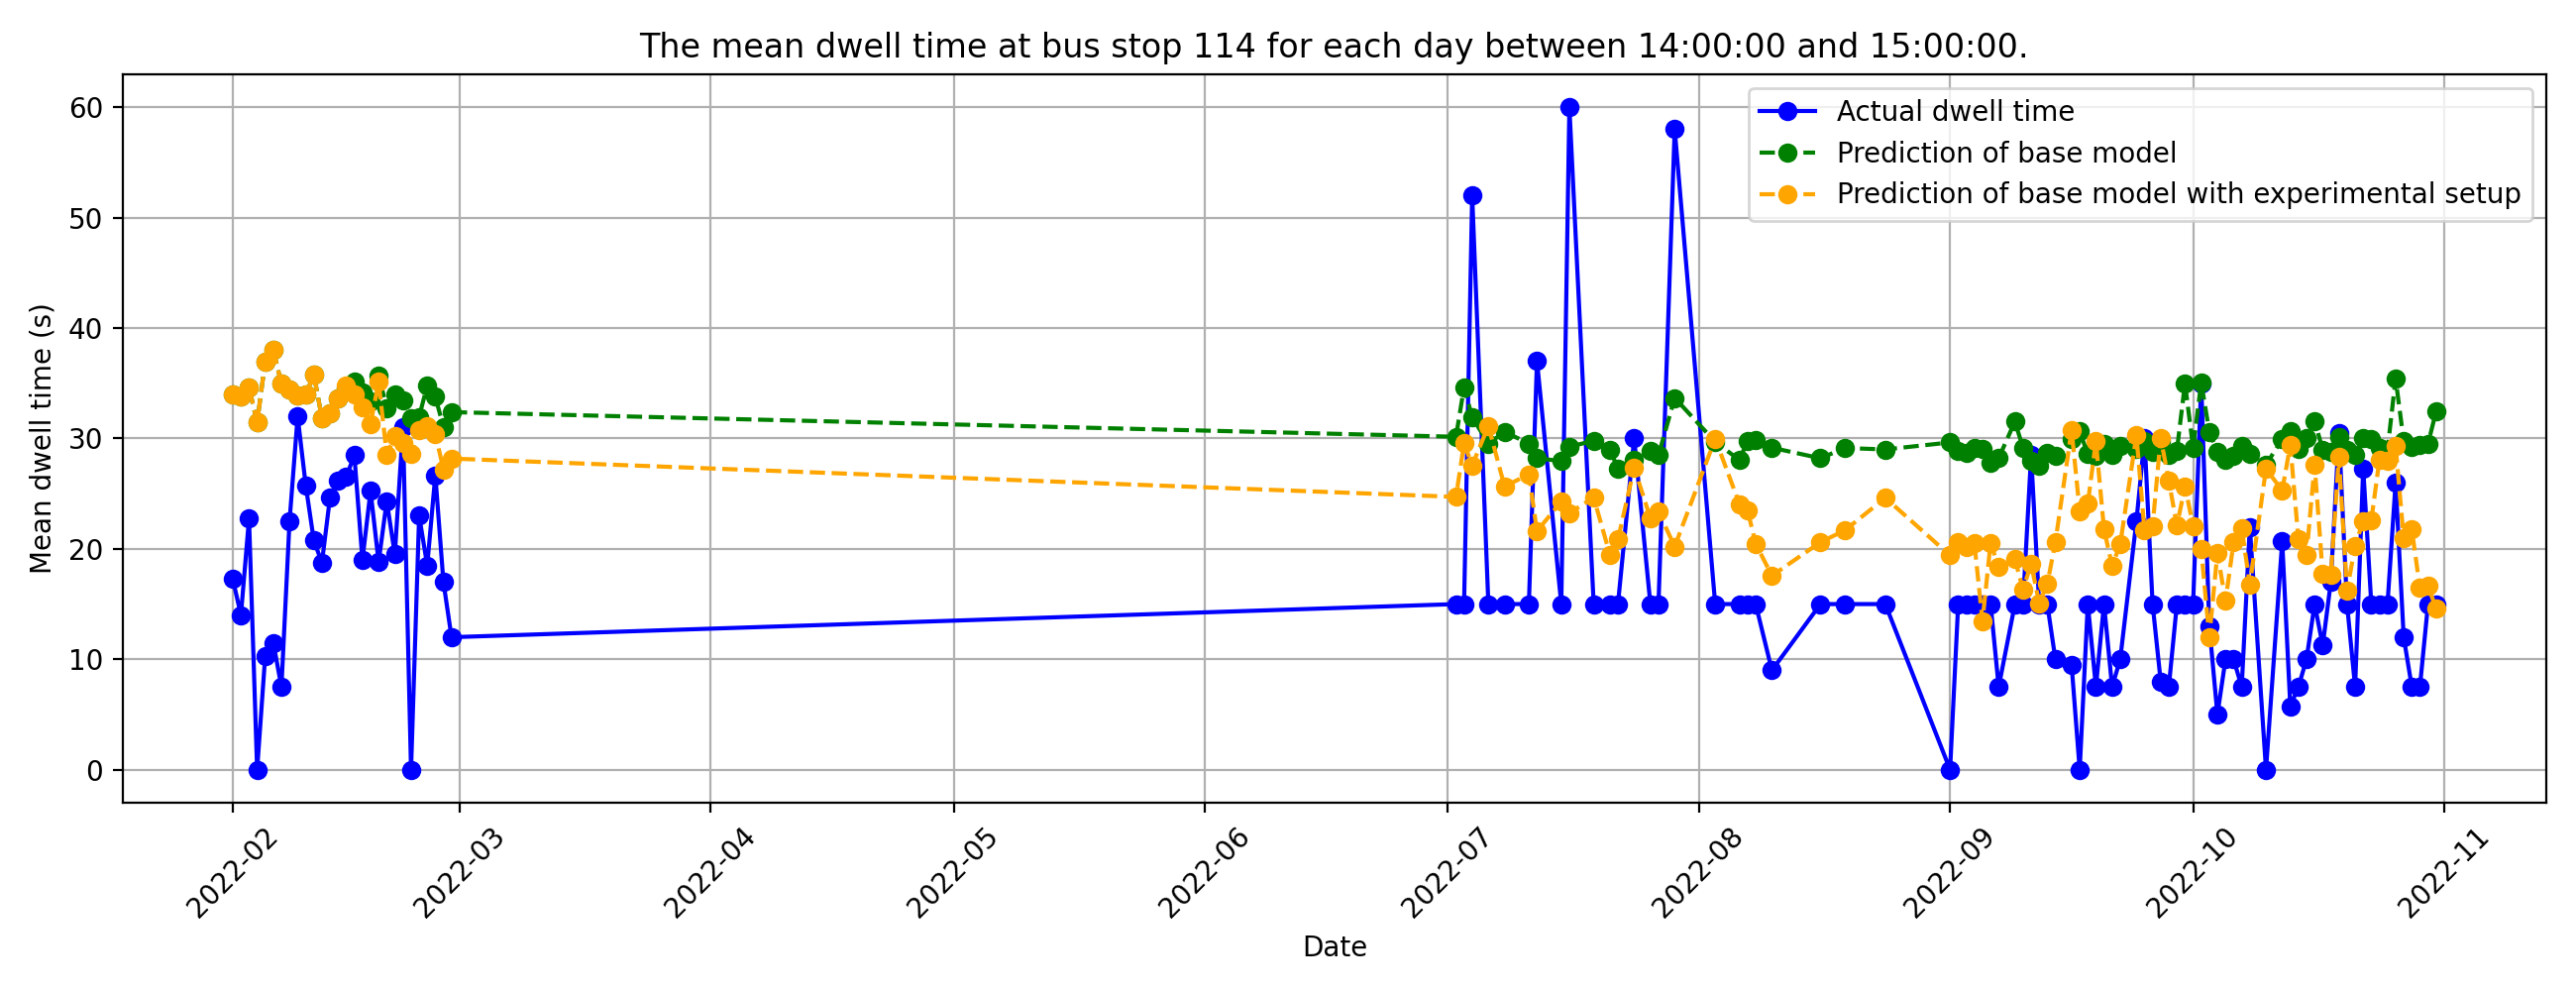 The mean dwell time at bus stop 114 for each day between 14:00:00 and 15:00:00.
Actual dwell time
Prediction of base model
Prediction of base model with experimental setup
Mean dwell time (s)
60
50
40
30
20
10
0
2022-02
2022-03
2022-04
2022-05
2022-06
2022-07
2022-08
2022-09
2022-10
2022-11
Date